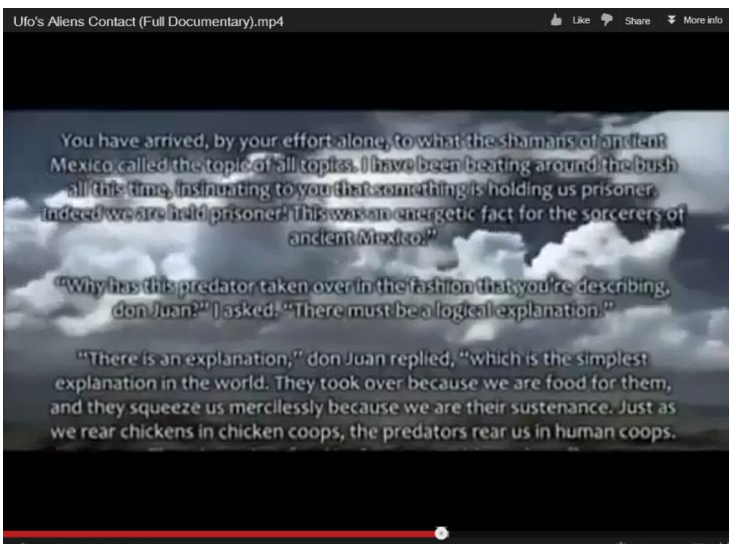 Ufo's Aliens Contact (Full Documentary).mp4
Like
Share
More info
You have arrived, by your effort alone, to what the shamans of ancient
Mexico called the topic of all topics. I have been beating around the bush
all this time, insinuating to you that something is holding us prisoner.
Indeed we are held prisoner! This was an energetic fact for the sorcerers of
ancient Mexico."
"Why has this predator taken over in the fashion that you're describing,
don Juan?" I asked. "There must be a logical explanation."
"There is an explanation," don Juan replied, "which is the simplest
explanation in the world. They took over because we are food for them,
and they squeeze us mercilessly because we are their sustenance. Just as
we rear chickens in chicken coops, the predators rear us in human coops.